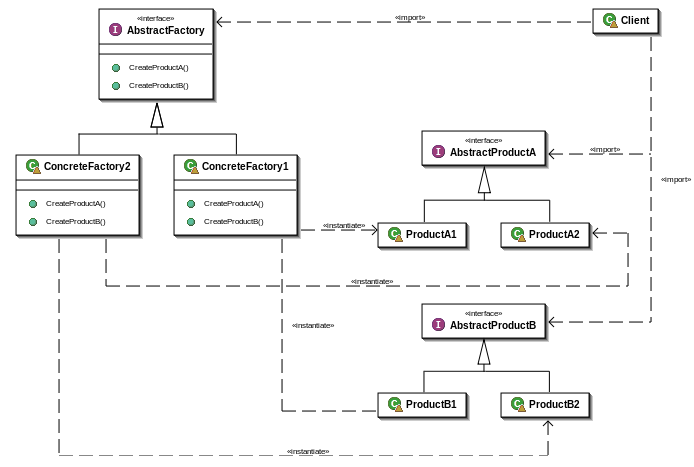 «interface»
AbstractFactory
CreateProductA()
CreateProductB()
«import»
Client
ConcreteFactory2
CreateProductA()
CreateProductB()
ConcreteFactory1
CreateProductA()
CreateProductB()
«interface»
AbstractProductA
«import»
«import»
«instantiate»
ProductA1
ProductA2
«instantiate»
«interface»
AbstractProductB
«instantiate»
ProductB1
ProductB2
«instantiate»